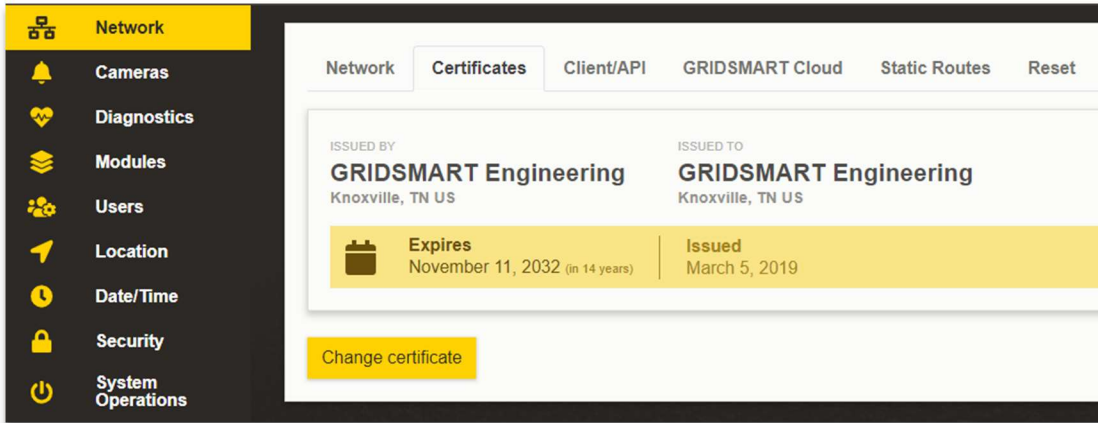 Network
Cameras
Diagnostics
Modules
Users
Location
Date/Time
Security
System
Operations
Network Certificates Client/API GRIDSMART Cloud Static Routes Reset
ISSUED BY
GRIDSMART Engineering
Knoxville, TN US
ISSUED TO
GRIDSMART Engineering
Knoxville, TN US
Expires
November 11, 2032 (in 14 years)
Issued
March 5, 2019
Change certificate